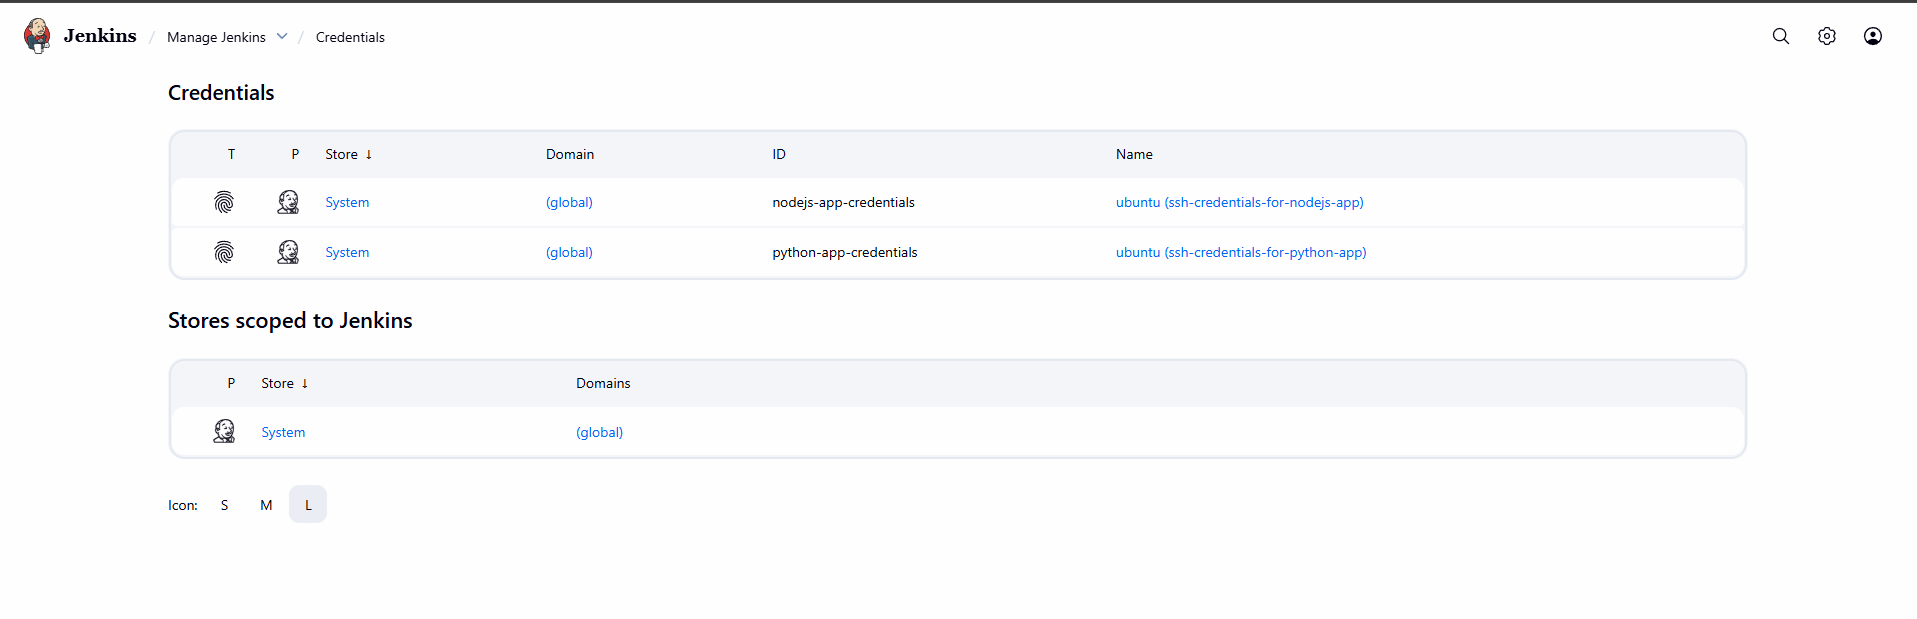 Jenkins / Manage Jenkins / Credentials
Credentials
T P Store ↓ Domain ID Name
System (global) nodejs-app-credentials ubuntu (ssh-credentials-for-nodejs-app)
System (global) python-app-credentials ubuntu (ssh-credentials-for-python-app)
Stores scoped to Jenkins
P Store ↓ Domains
System (global)
Icon: S M L